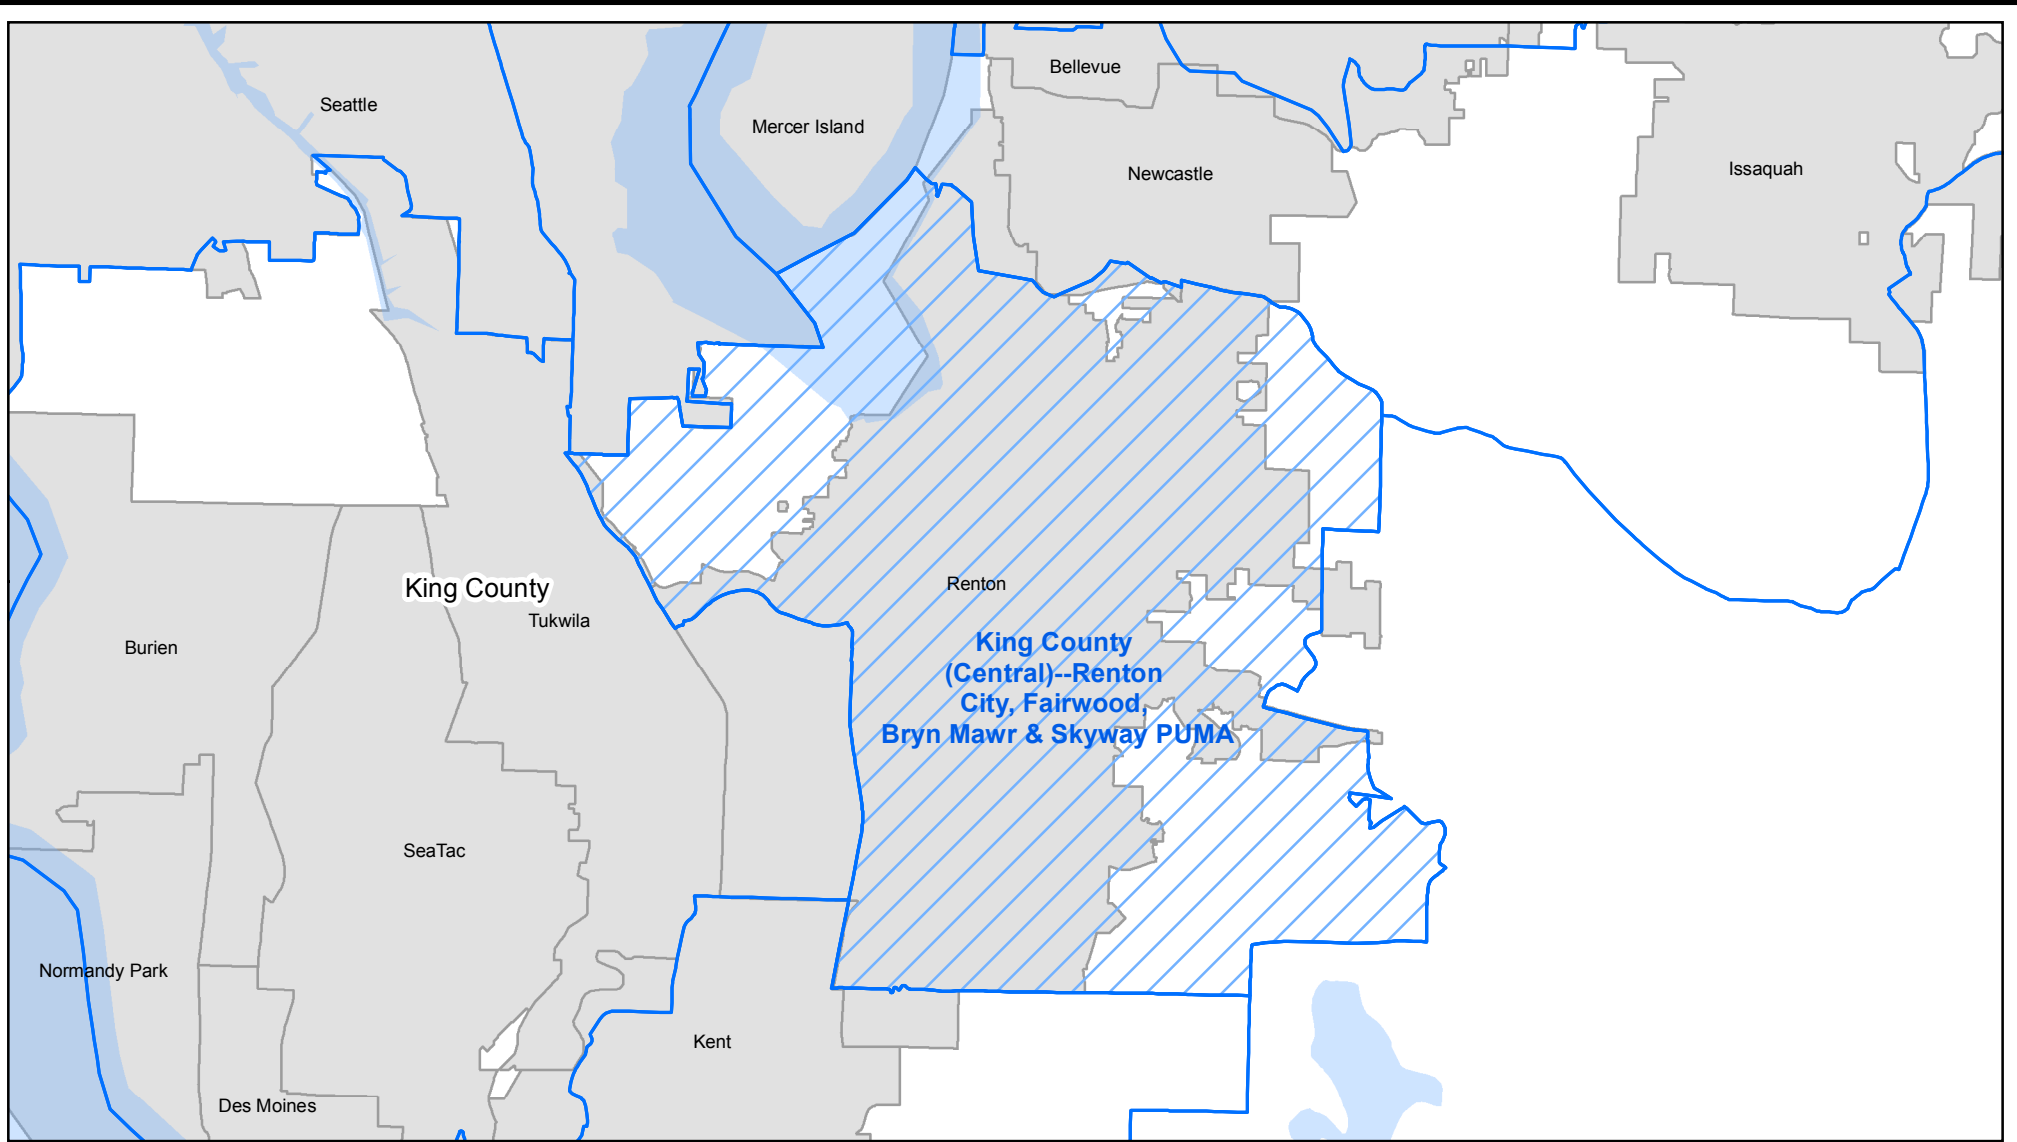 Bellevue
Seattle
Mercer Island
Issaquah
Newcastle
Renton
King County
Tukwila
King County
(Central)--Renton
City, Fairwood,
Bryn Mawr & Skyway PUMA
Burien
SeaTac
Normandy Park
Kent
Des Moines